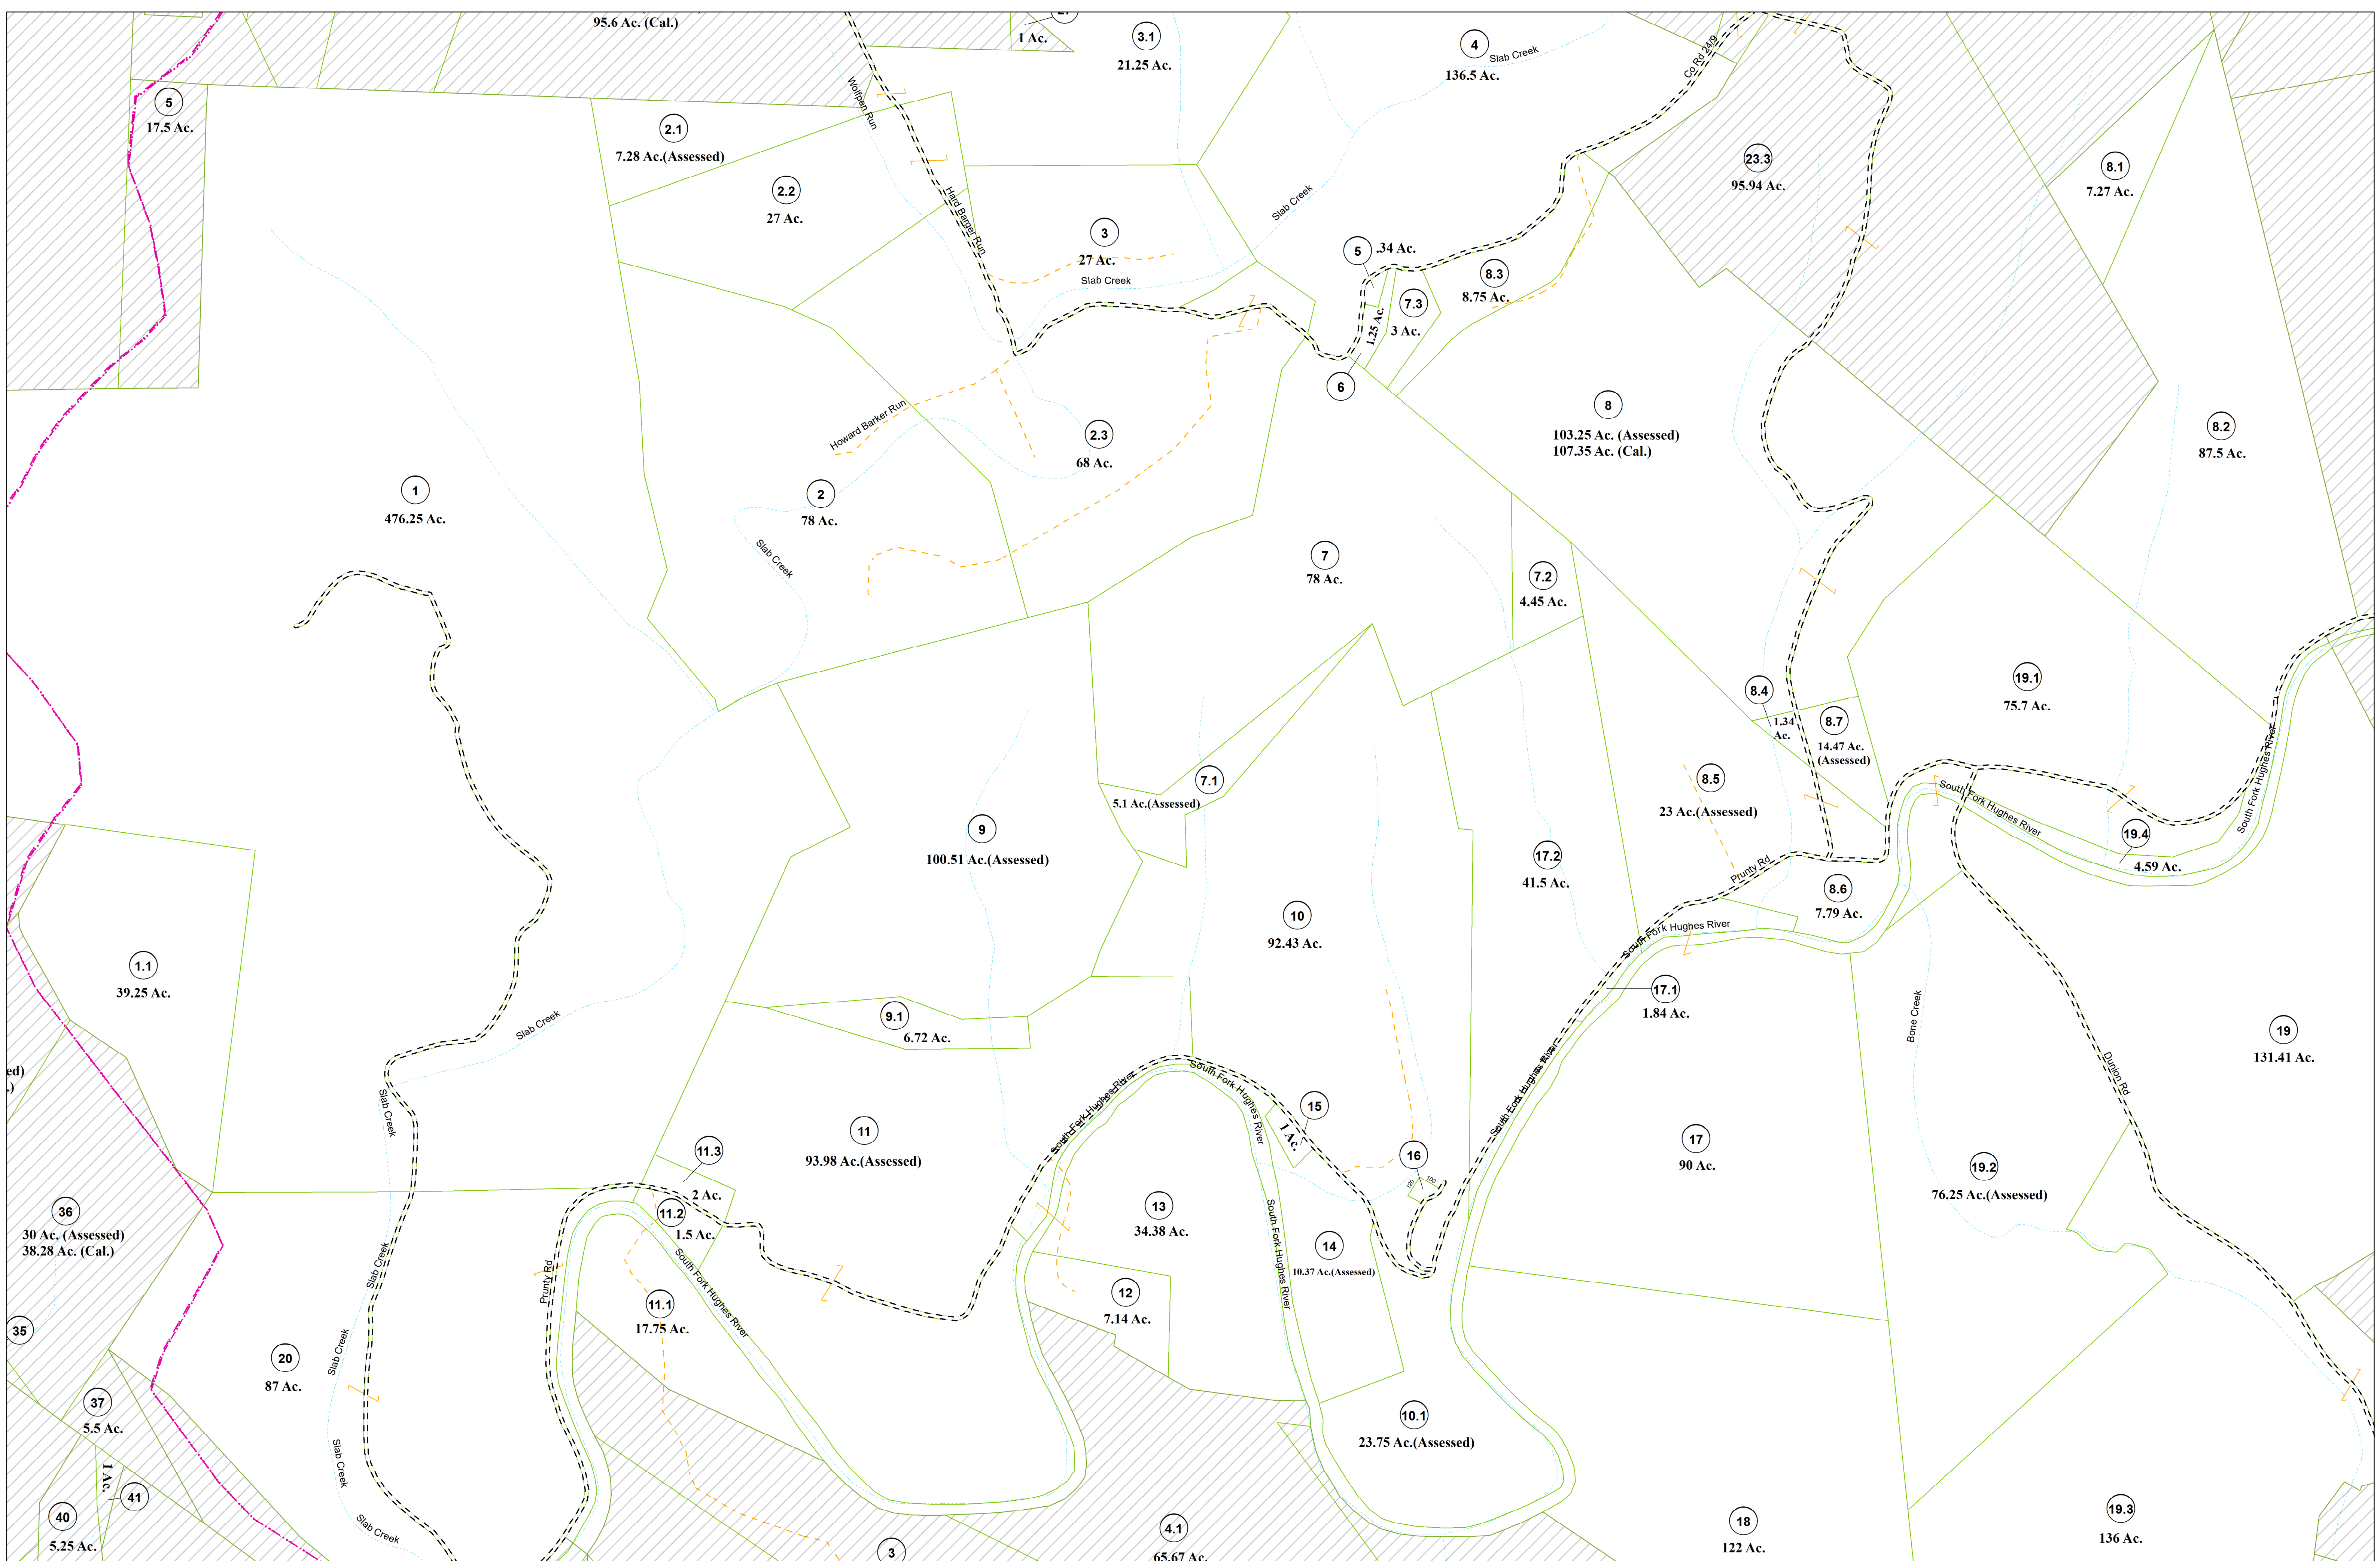 95.6 Ac. (Cal.)
1 Ac.
3.1
21.25 Ac.
4
136.5 Ac.
Slab Creek
Co Rd 24/9
5
17.5 Ac.
Wolfpen Run
2.1
7.28 Ac.(Assessed)
2.2
27 Ac.
Hard Barger Run
3
27 Ac.
Slab Creek
Slab Creek
23.3
95.94 Ac.
8.1
7.27 Ac.
5
.34 Ac.
8.3
8.75 Ac.
7.3
3 Ac.
1.25 Ac.
6
Howard Barker Run
2.3
68 Ac.
8
103.25 Ac. (Assessed)
107.35 Ac. (Cal.)
8.2
87.5 Ac.
1
476.25 Ac.
2
78 Ac.
Slab Creek
7
78 Ac.
7.2
4.45 Ac.
8.4
1.34
Ac.
8.7
14.47 Ac.
(Assessed)
19.1
75.7 Ac.
South Fork Hughes River
7.1
5.1 Ac.(Assessed)
8.5
23 Ac.(Assessed)
South Fork Hughes River
19.4
4.59 Ac.
9
100.51 Ac.(Assessed)
17.2
41.5 Ac.
Prunty Rd
8.6
7.79 Ac.
10
92.43 Ac.
South Fork Hughes River
1.1
39.25 Ac.
17.1
1.84 Ac.
Bone Creek
9.1
6.72 Ac.
Slab Creek
19
131.41 Ac.
ed)
.)
Slab Creek
South Fork Hughes River
South Fork Hughes River
South Fork Hughes River
Dunion Rd
15
1 Ac.
11
93.98 Ac.(Assessed)
11.3
2 Ac.
16
120
100
17
90 Ac.
19.2
76.25 Ac.(Assessed)
36
30 Ac. (Assessed)
38.28 Ac. (Cal.)
11.2
1.5 Ac.
13
34.38 Ac.
South Fork Hughes River
14
10.37 Ac.(Assessed)
Slab Creek
Prunty Rd
South Fork Hughes River
12
7.14 Ac.
11.1
17.75 Ac.
35
Slab Creek
20
87 Ac.
37
5.5 Ac.
10.1
23.75 Ac.(Assessed)
Slab Creek
1 Ac.
41
40
5.25 Ac.
Slab Creek
3
4.1
65.67 Ac.
18
122 Ac.
19.3
136 Ac.